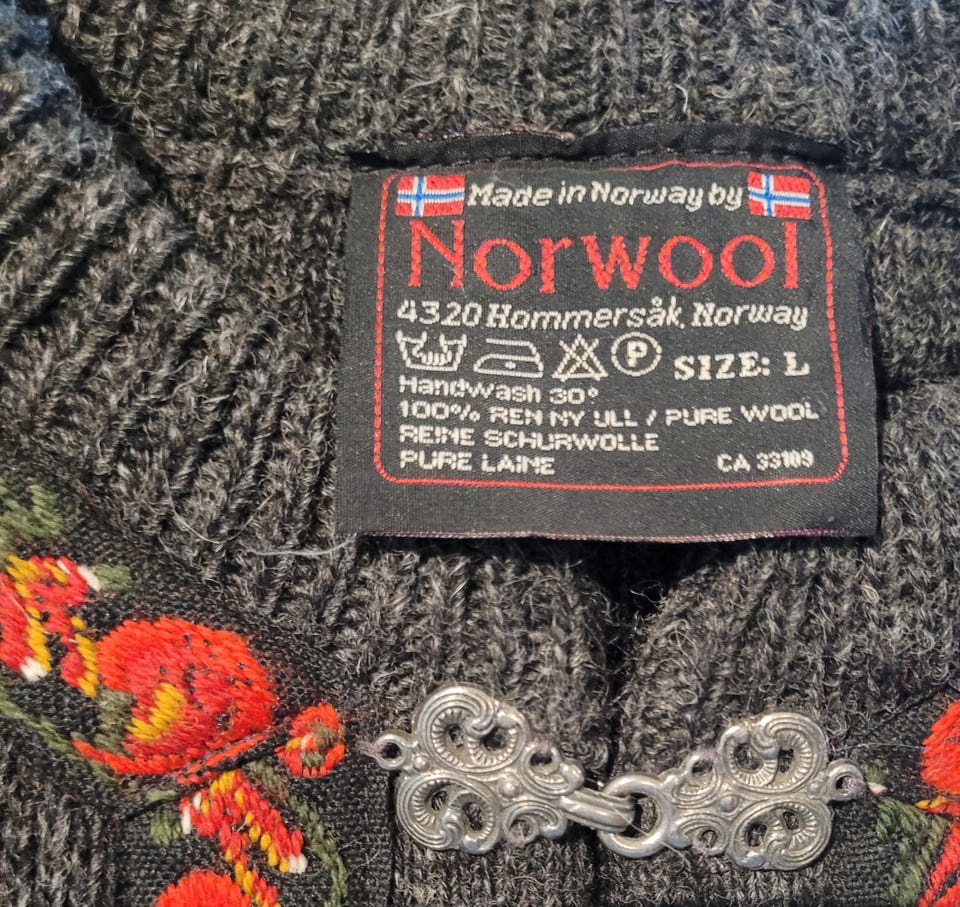 Made in Norway by
Norwool
4320 Hommersåk, Norway
P SIZE: L
Handwash 30°
100% REN NY ULL / PURE WOOL
REINE SCHURWOLLE
PURE LAINE CA 33109